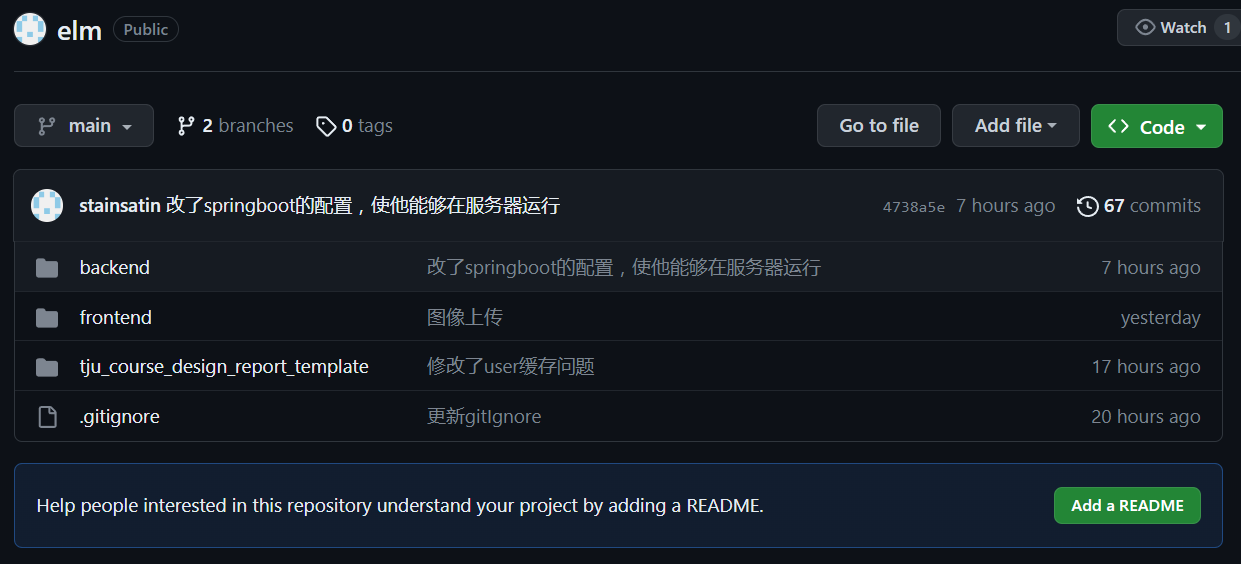 elm Public Watch 1
main 2 branches 0 tags Go to file Add file Code
stainsatin 改了springboot的配置，使他能够在服务器运行 4738a5e 7 hours ago 67 commits
backend 改了springboot的配置，使他能够在服务器运行 7 hours ago
frontend 图像上传 yesterday
tju_course_design_report_template 修改了user缓存问题 17 hours ago
.gitignore 更新gitIgnore 20 hours ago
Help people interested in this repository understand your project by adding a README. Add a README